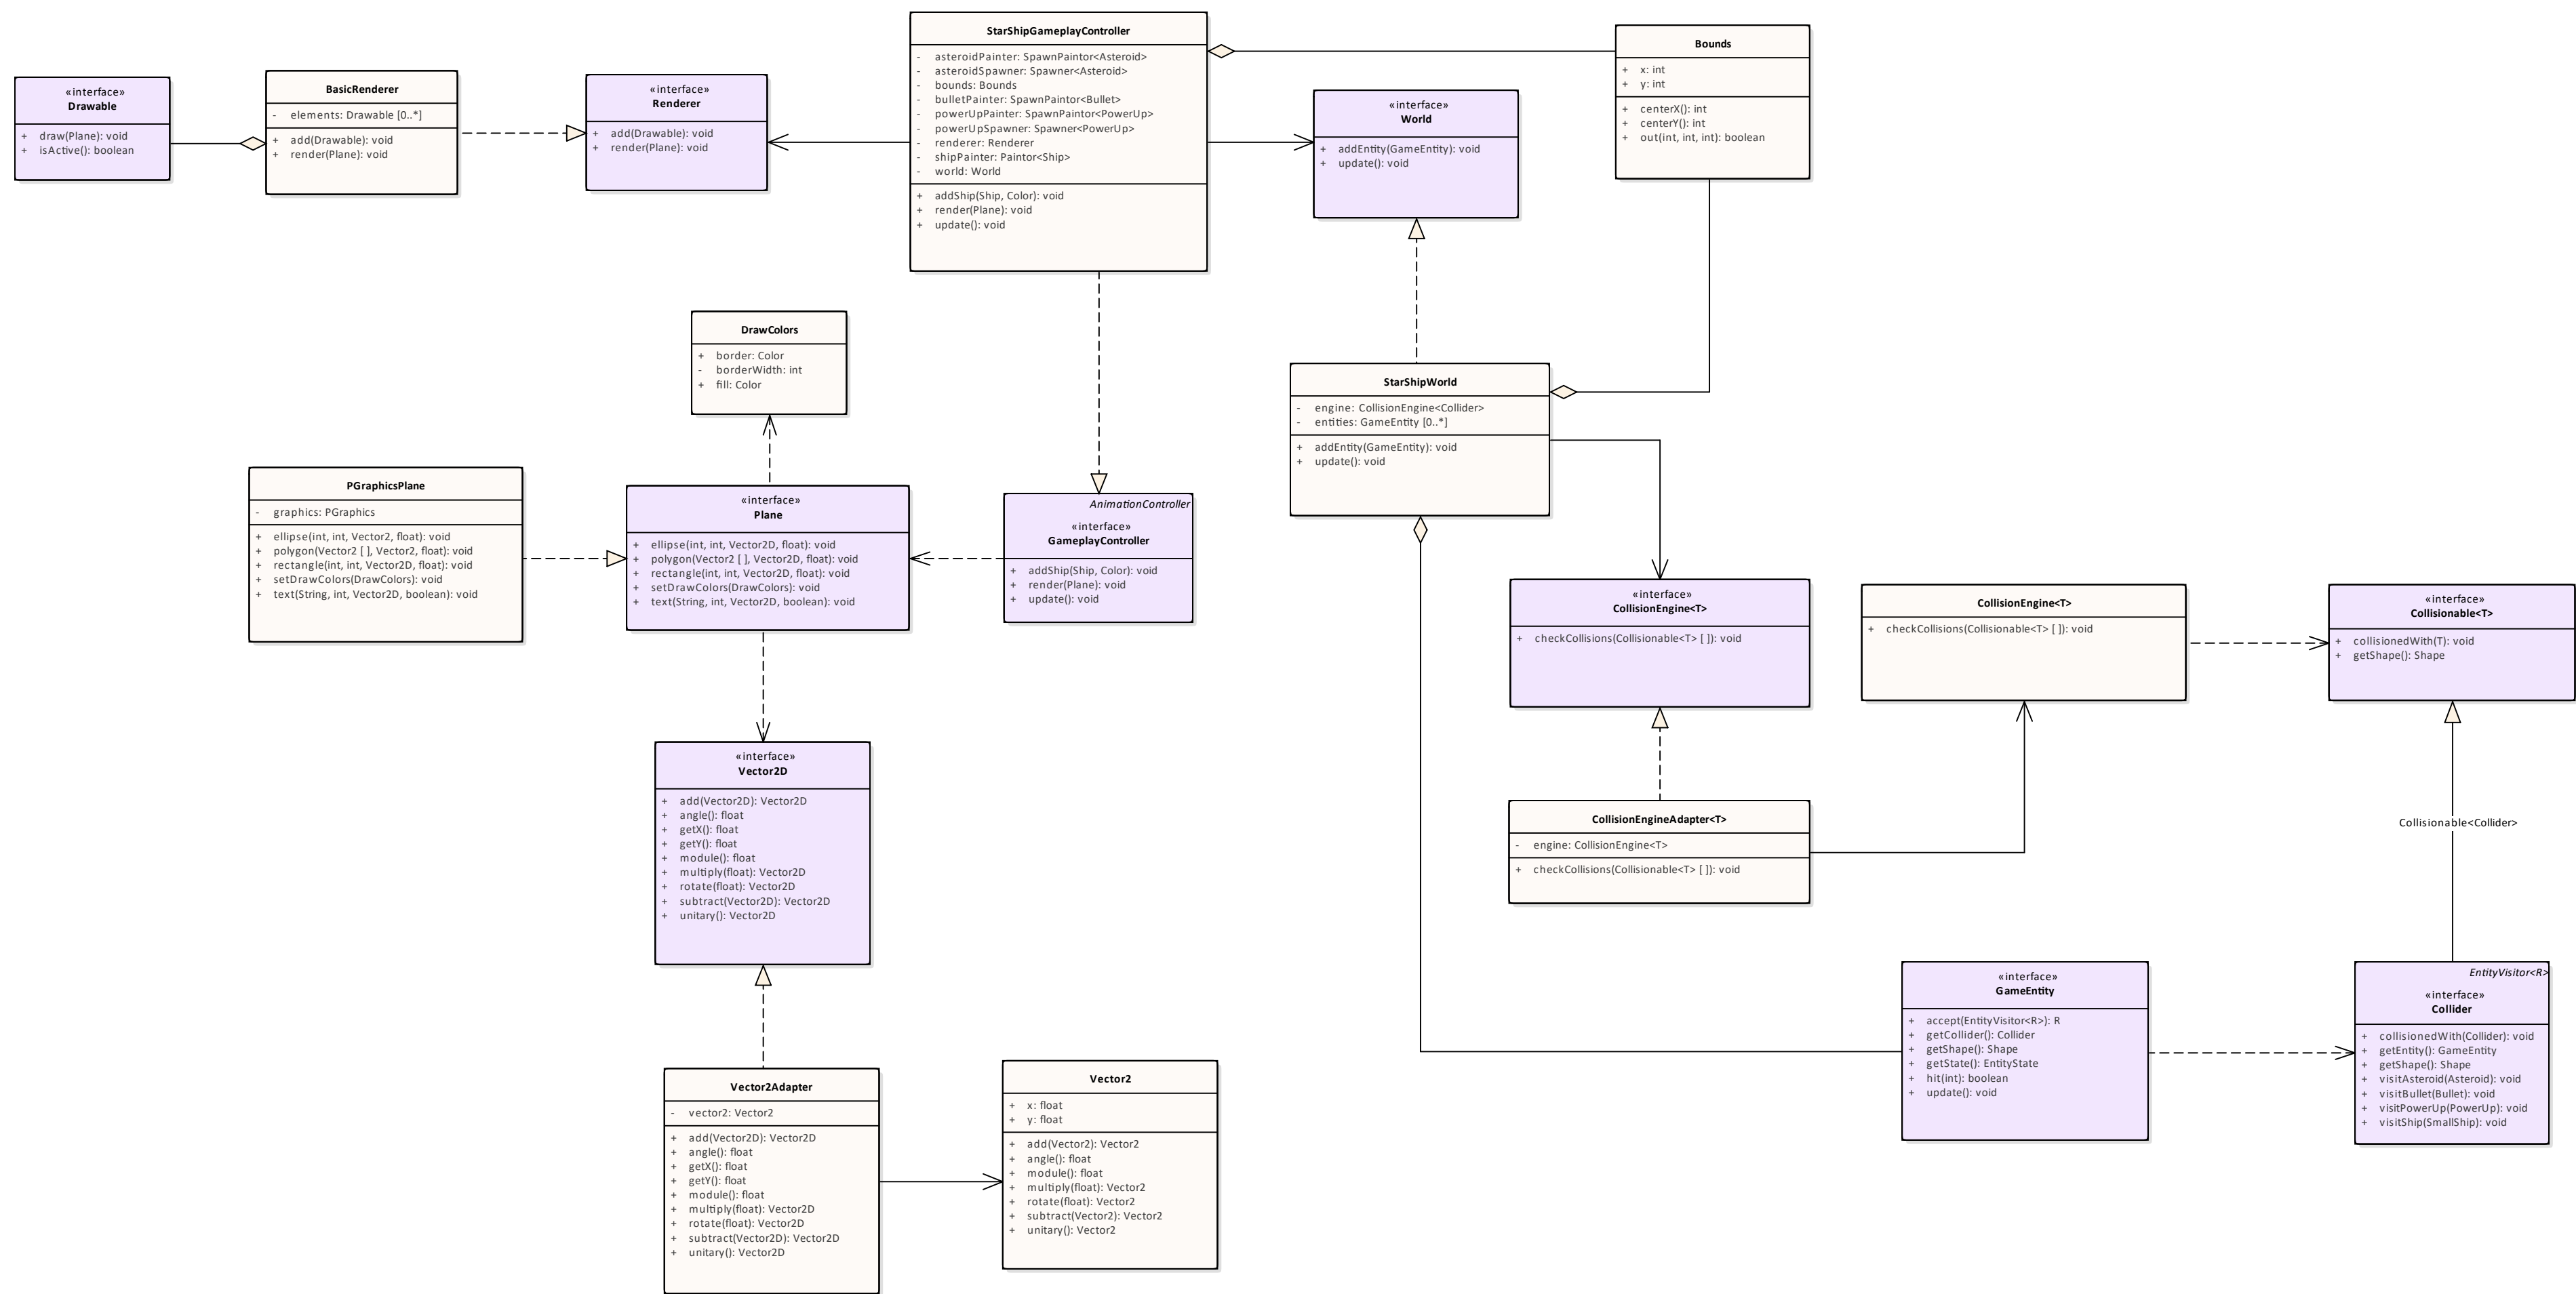 «interface»
Drawable
+ draw(Plane): void
+ isActive(): boolean
BasicRenderer
- elements: Drawable [0..*]
+ add(Drawable): void
+ render(Plane): void
«interface»
Renderer
+ add(Drawable): void
+ render(Plane): void
StarShipGameplayController
- asteroidPainter: SpawnPaintor<Asteroid>
- asteroidSpawner: Spawner<Asteroid>
- bounds: Bounds
- bulletPainter: SpawnPaintor<Bullet>
- powerUpPainter: SpawnPaintor<PowerUp>
- powerUpSpawner: Spawner<PowerUp>
- renderer: Renderer
- shipPainter: Paintor<Ship>
- world: World
+ addShip(Ship, Color): void
+ render(Plane): void
+ update(): void
«interface»
World
+ addEntity(GameEntity): void
+ update(): void
Bounds
+ x: int
+ y: int
+ centerX(): int
+ centerY(): int
+ out(int, int, int): boolean
DrawColors
+ border: Color
- borderWidth: int
+ fill: Color
StarShipWorld
- engine: CollisionEngine<Collider>
- entities: GameEntity [0..*]
+ addEntity(GameEntity): void
+ update(): void
PGraphicsPlane
- graphics: PGraphics
+ ellipse(int, int, Vector2, float): void
+ polygon(Vector2 [ ], Vector2, float): void
+ rectangle(int, int, Vector2D, float): void
+ setDrawColors(DrawColors): void
+ text(String, int, Vector2D, boolean): void
«interface»
Plane
+ ellipse(int, int, Vector2D, float): void
+ polygon(Vector2 [ ], Vector2D, float): void
+ rectangle(int, int, Vector2D, float): void
+ setDrawColors(DrawColors): void
+ text(String, int, Vector2D, boolean): void
AnimationController
«interface»
GameplayController
+ addShip(Ship, Color): void
+ render(Plane): void
+ update(): void
«interface»
CollisionEngine<T>
+ checkCollisions(Collisionable<T> [ ]): void
CollisionEngine<T>
+ checkCollisions(Collisionable<T> [ ]): void
«interface»
Collisionable<T>
+ collisionedWith(T): void
+ getShape(): Shape
«interface»
Vector2D
+ add(Vector2D): Vector2D
+ angle(): float
+ getX(): float
+ getY(): float
+ module(): float
+ multiply(float): Vector2D
+ rotate(float): Vector2D
+ subtract(Vector2D): Vector2D
+ unitary(): Vector2D
CollisionEngineAdapter<T>
- engine: CollisionEngine<T>
+ checkCollisions(Collisionable<T> [ ]): void
Collisionable<Collider>
«interface»
GameEntity
+ accept(EntityVisitor<R>): R
+ getCollider(): Collider
+ getShape(): Shape
+ getState(): EntityState
+ hit(int): boolean
+ update(): void
EntityVisitor<R>
«interface»
Collider
+ collisionedWith(Collider): void
+ getEntity(): GameEntity
+ getShape(): Shape
+ visitAsteroid(Asteroid): void
+ visitBullet(Bullet): void
+ visitPowerUp(PowerUp): void
+ visitShip(SmallShip): void
Vector2Adapter
- vector2: Vector2
+ add(Vector2D): Vector2D
+ angle(): float
+ getX(): float
+ getY(): float
+ module(): float
+ multiply(float): Vector2D
+ rotate(float): Vector2D
+ subtract(Vector2D): Vector2D
+ unitary(): Vector2D
Vector2
+ x: float
+ y: float
+ add(Vector2): Vector2
+ angle(): float
+ module(): float
+ multiply(float): Vector2
+ rotate(float): Vector2
+ subtract(Vector2): Vector2
+ unitary(): Vector2